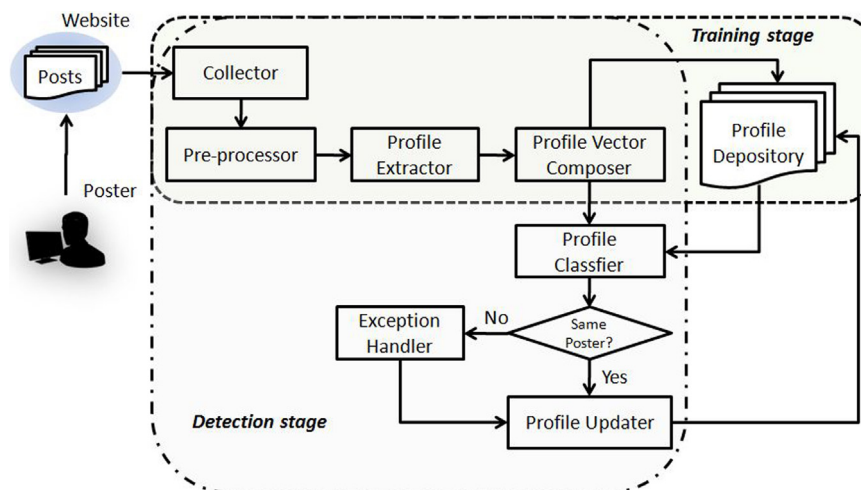 Website
Posts
Poster
Training stage
Collector
Pre-processor
Profile
Extractor
Profile Vector
Composer
Profile
Depository
Profile
Classfier
Same
Poster?
No
Yes
Exception
Handler
Profile Updater
Detection stage